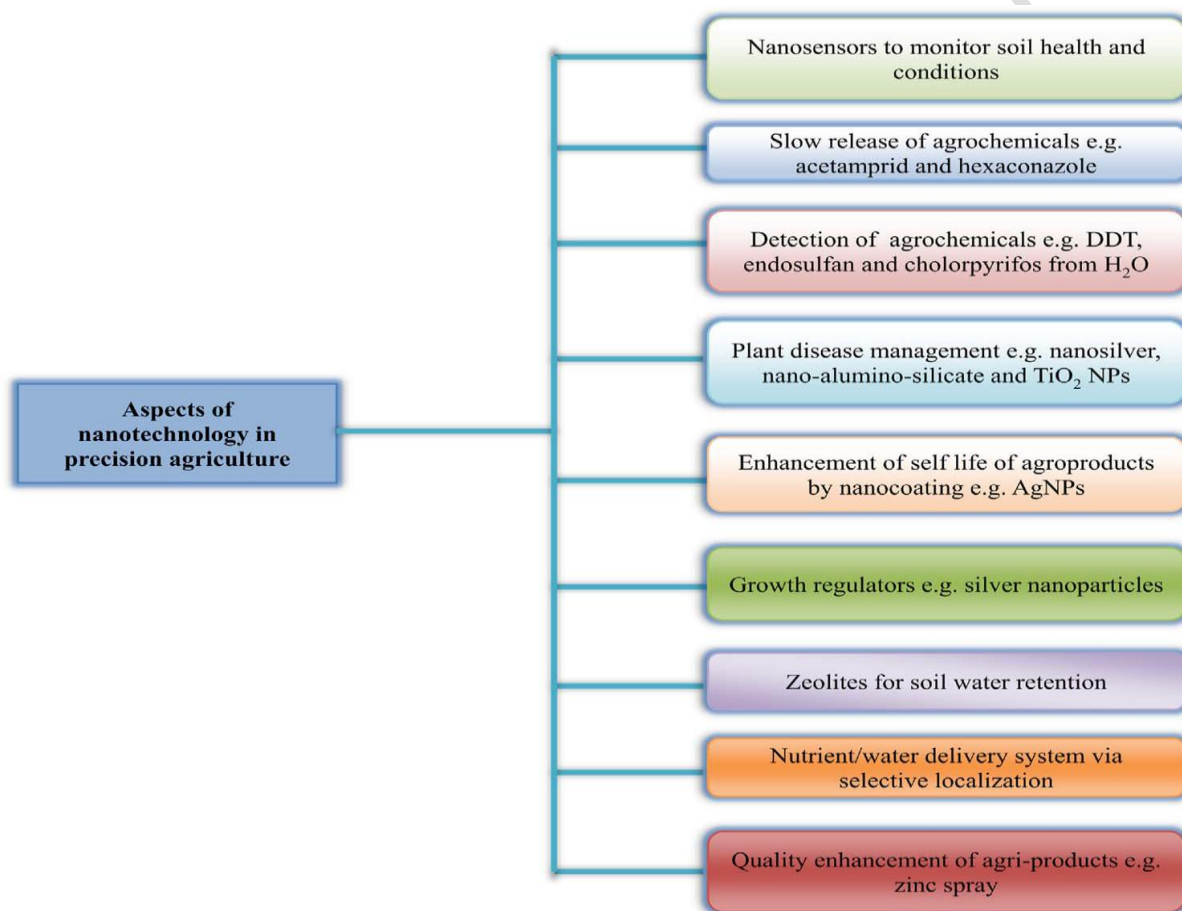 Nanosensors to monitor soil health and
conditions
Slow release of agrochemicals e.g.
acetamprid and hexaconazole
Detection of agrochemicals e.g. DDT,
endosulfan and cholorpyrifos from H₂O
Plant disease management e.g. nanosilver,
nano-alumino-silicate and TiO₂ NPs
Aspects of
nanotechnology in
precision agriculture
Enhancement of self life of agroproducts
by nanocoating e.g. AgNPs
Growth regulators e.g. silver nanoparticles
Zeolites for soil water retention
Nutrient/water delivery system via
selective localization
Quality enhancement of agri-products e.g.
zinc spray